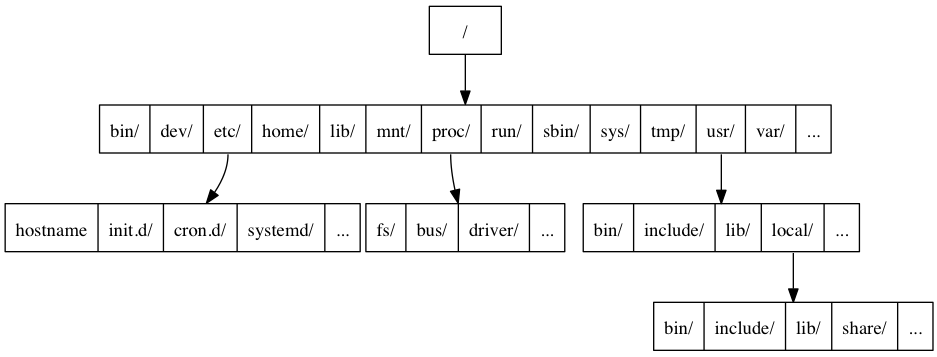 /
bin/ dev/ etc/ home/ lib/ mnt/ proc/ run/ sbin/ sys/ tmp/ usr/ var/ ...
hostname init.d/ cron.d/ systemd/ ...
fs/ bus/ driver/ ...
bin/ include/ lib/ local/ ...
bin/ include/ lib/ share/ ...